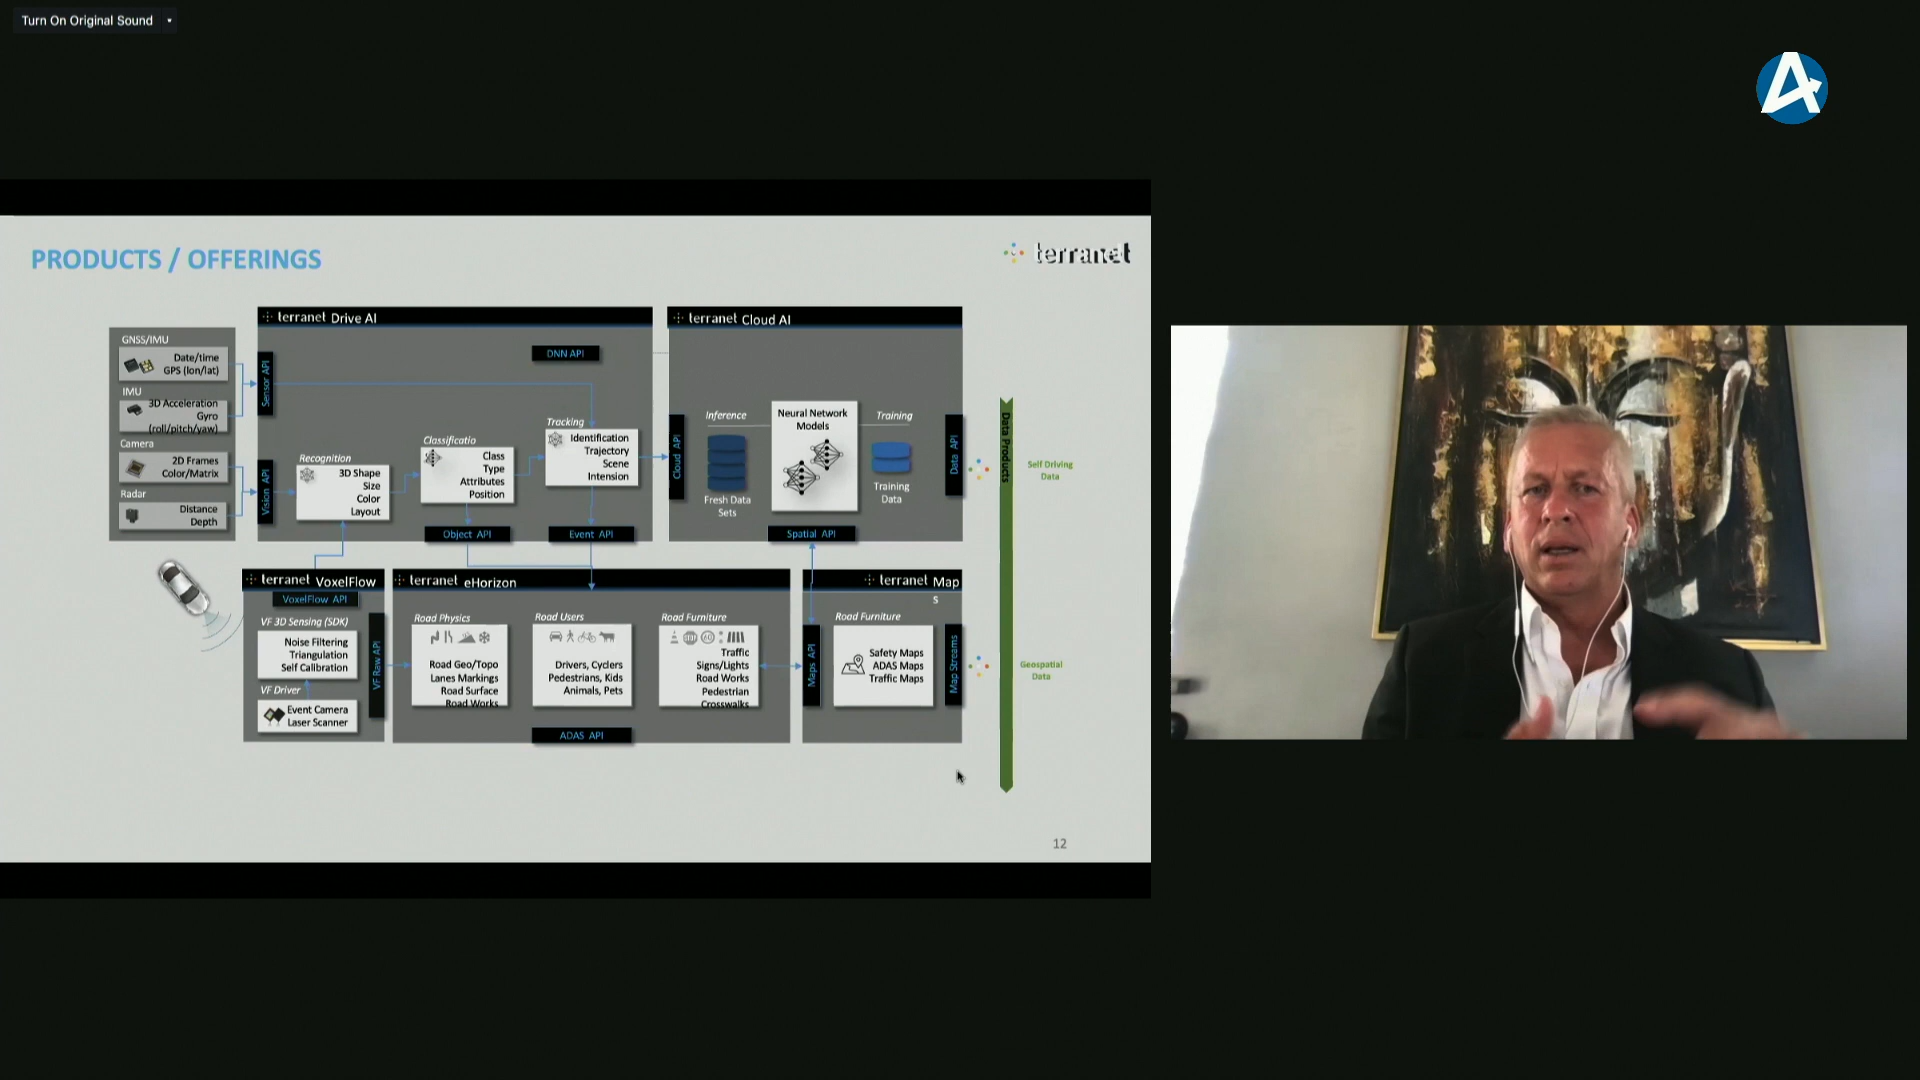 Turn On Original Sound
PRODUCTS / OFFERINGS
terranet
GNSS/IMU
Date/time
GPS (lon/lat)
IMU
3D Acceleration
Gyro
(roll/pitch/yaw)
Camera
2D Frames
Color/Matrix
Radar
Distance
Depth
terranet Drive AI
Sensor API
Vision API
DNN API
Recognition
3D Shape
Size
Color
Layout
Classificatio
Class
Type
Attributes
Position
Tracking
Identification
Trajectory
Scene
Intension
Object API
Event API
terranet Cloud AI
Cloud API
Inference
Fresh Data
Sets
Neural Network
Models
Training
Training
Data
Data API
Spatial API
terranet VoxelFlow
VoxelFlow API
VF 3D Sensing (SDK)
Noise Filtering
Triangulation
Self Calibration
VF Driver
Event Camera
Laser Scanner
VF Raw API
terranet eHorizon
Road Physics
Road Geo/Topo
Lanes Markings
Road Surface
Road Works
Road Users
Drivers, Cyclers
Pedestrians, Kids
Animals, Pets
Road Furniture
Traffic
Signs/Lights
Road Works
Pedestrian
Crosswalks
ADAS API
terranet Map
s
Maps API
Road Furniture
Safety Maps
ADAS Maps
Traffic Maps
Map Streams
Data Products
Self Driving
Data
Geospatial
Data
12